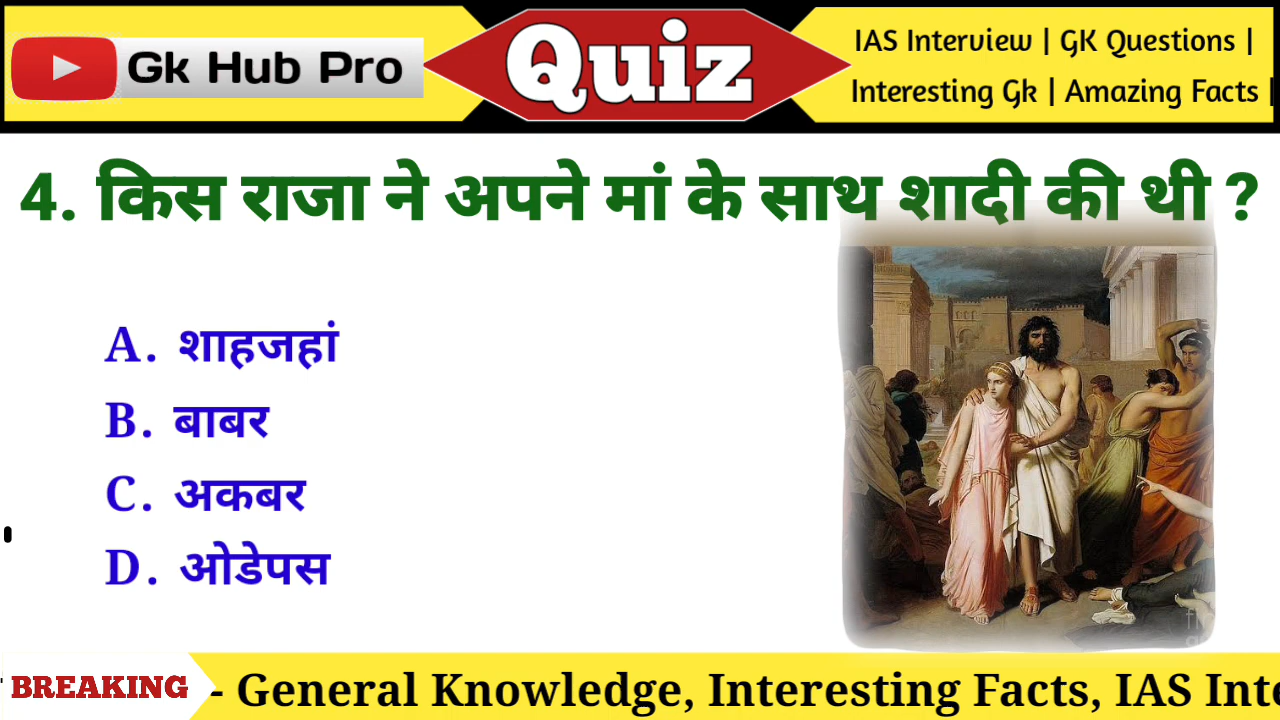 Gk Hub Pro
Quiz
IAS Interview | GK Questions |
Interesting Gk | Amazing Facts |
4. किस राजा ने अपने मां के साथ शादी की थी ?
A. शाहजहां
B. बाबर
C. अकबर
D. ओडेपस
BREAKING
- General Knowledge, Interesting Facts, IAS Inte